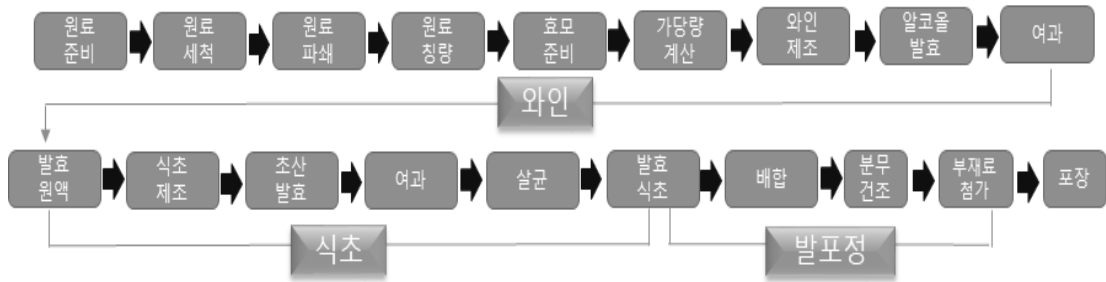 원료
준비
원료
세척
원료
파쇄
원료
칭량
효모
준비
가당량
계산
와인
제조
알코올
발효
여과
와인
발효
원액
식초
제조
초산
발효
여과
살균
발효
식초
배합
분무
건조
부재료
첨가
포장
식초
발포정